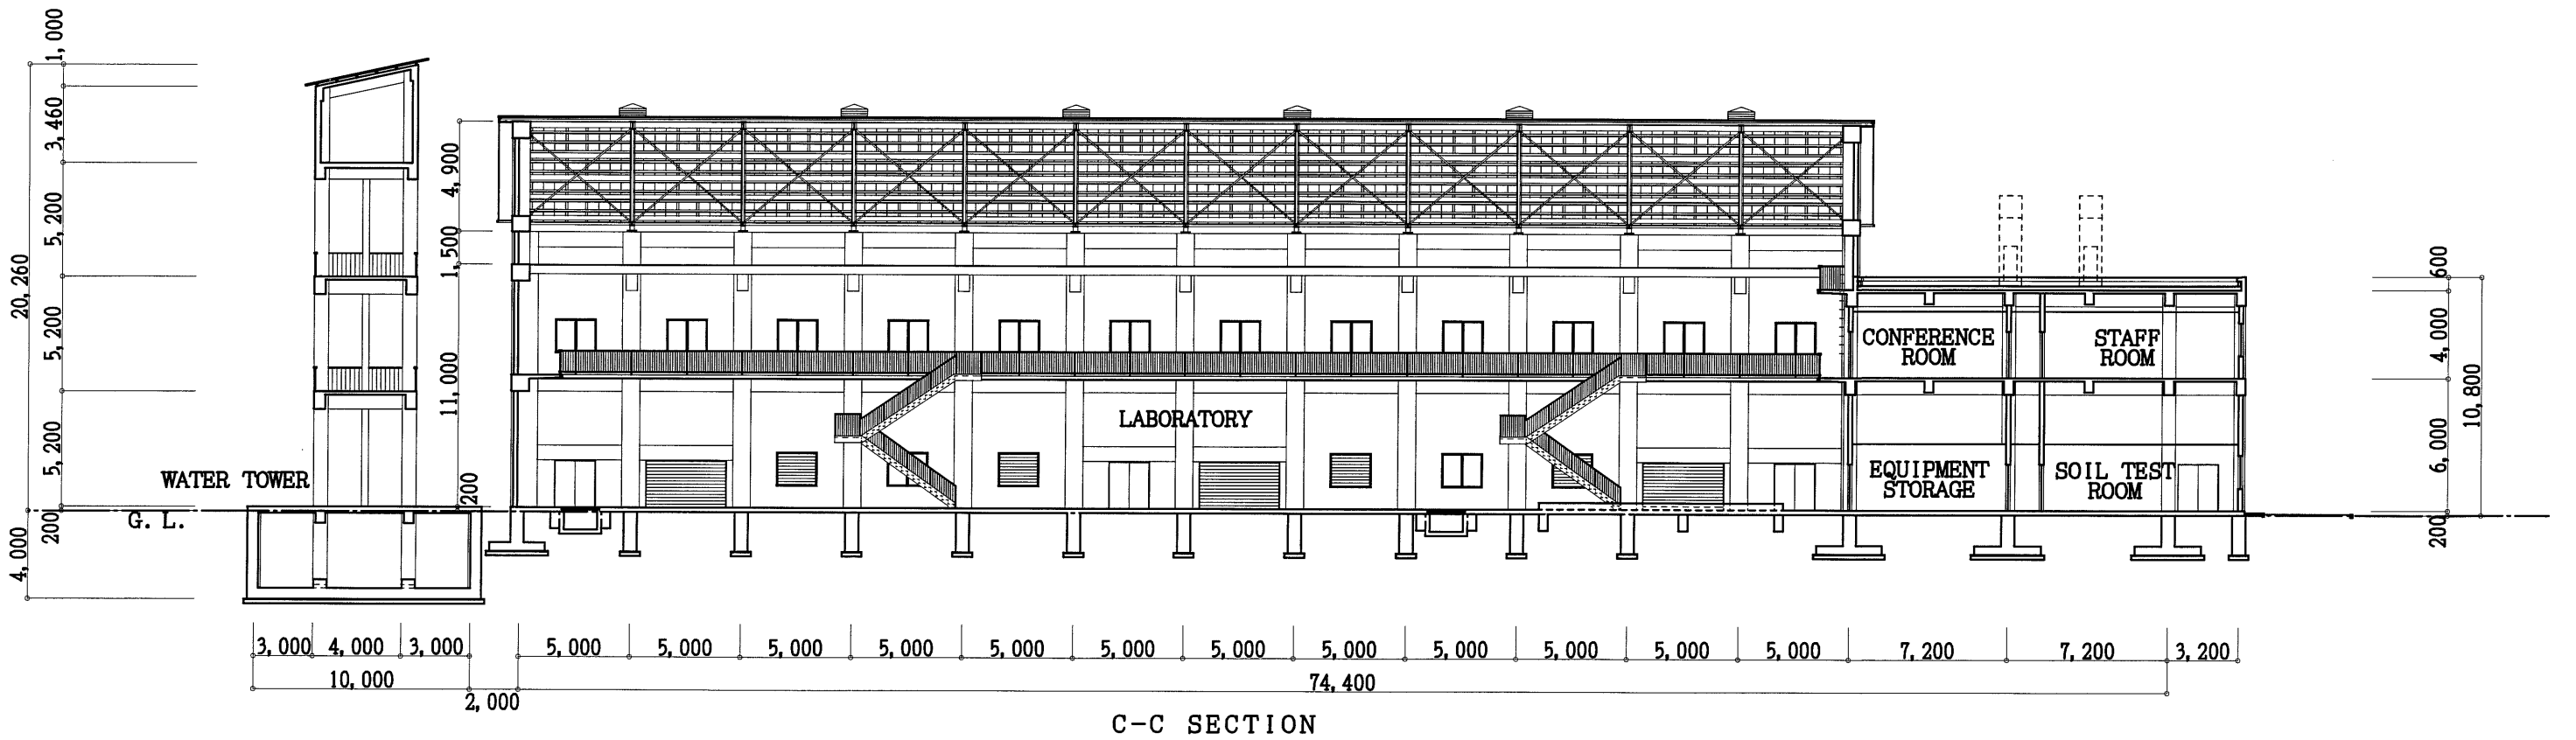 1,000
3,460
5,200
5,200
5,200
200
20,260
4,000
WATER TOWER
G. L.
4,900
1,500
11,000
200
LABORATORY
CONFERENCE
ROOM
STAFF
ROOM
EQUIPMENT
STORAGE
SOIL TEST
ROOM
600
4,000
6,000
200
10,800
3,000 4,000 3,000 5,000 5,000 5,000 5,000 5,000 5,000 5,000 5,000 5,000 5,000 5,000 5,000 7,200 7,200 3,200
10,000 74,400
2,000
C-C SECTION